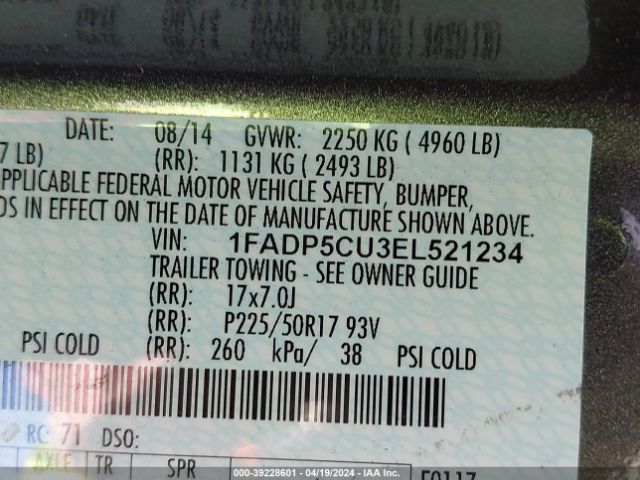 DATE: 08/14 GVWR: 2250 KG ( 4960 LB)
7 LB) (RR): 1131 KG ( 2493 LB)
APPLICABLE FEDERAL MOTOR VEHICLE SAFETY, BUMPER,
DS IN EFFECT ON THE DATE OF MANUFACTURE SHOWN ABOVE.
VIN: 1FADP5CU3EL521234
TRAILER TOWING - SEE OWNER GUIDE
(RR): 17x7.0J
(RR): P225/50R17 93V
PSI COLD (RR): 260 kPa/ 38 PSI COLD
RC: 71 DSO:
AXLE TR SPR
F0117
000-39228601 - 04/19/2024 - IAA Inc.